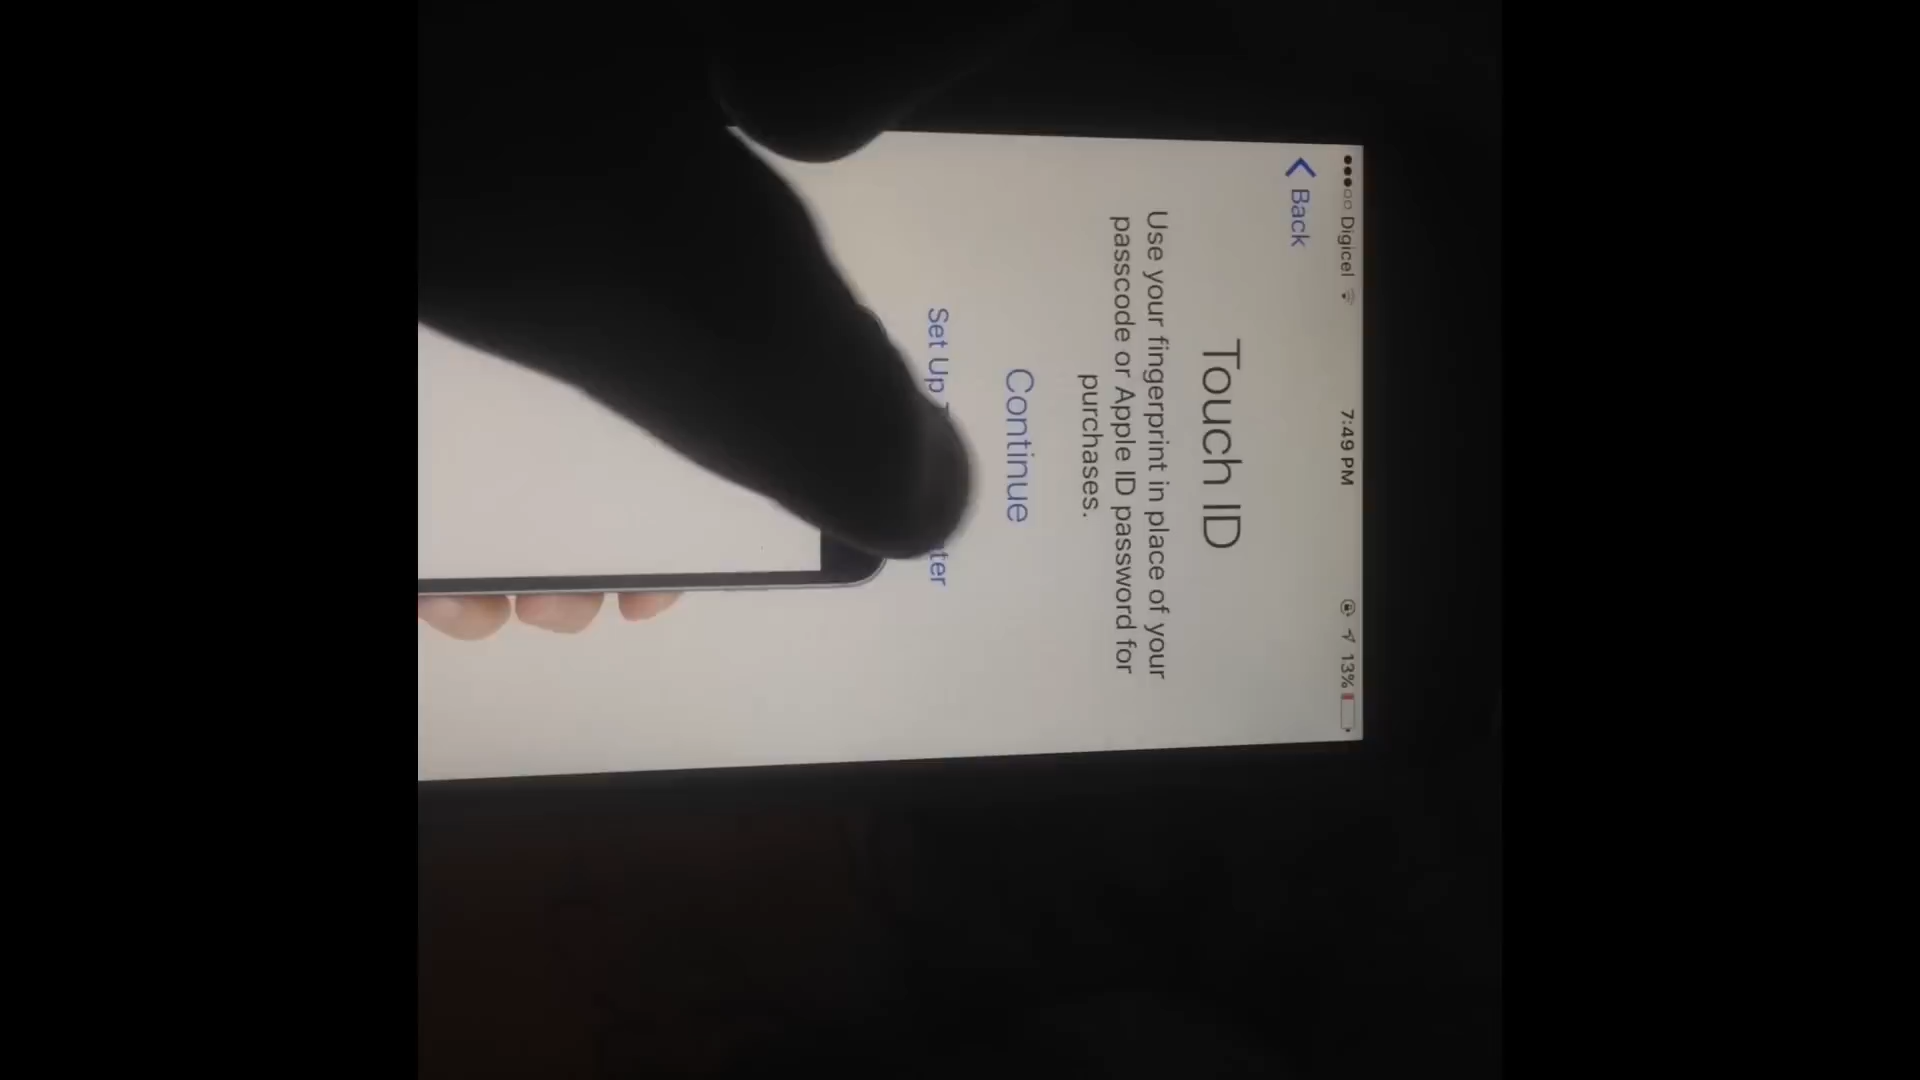 Digicel 7:49 PM 13%
Back
Touch ID
Use your fingerprint in place of your
passcode or Apple ID password for
purchases.
Continue
Set Up